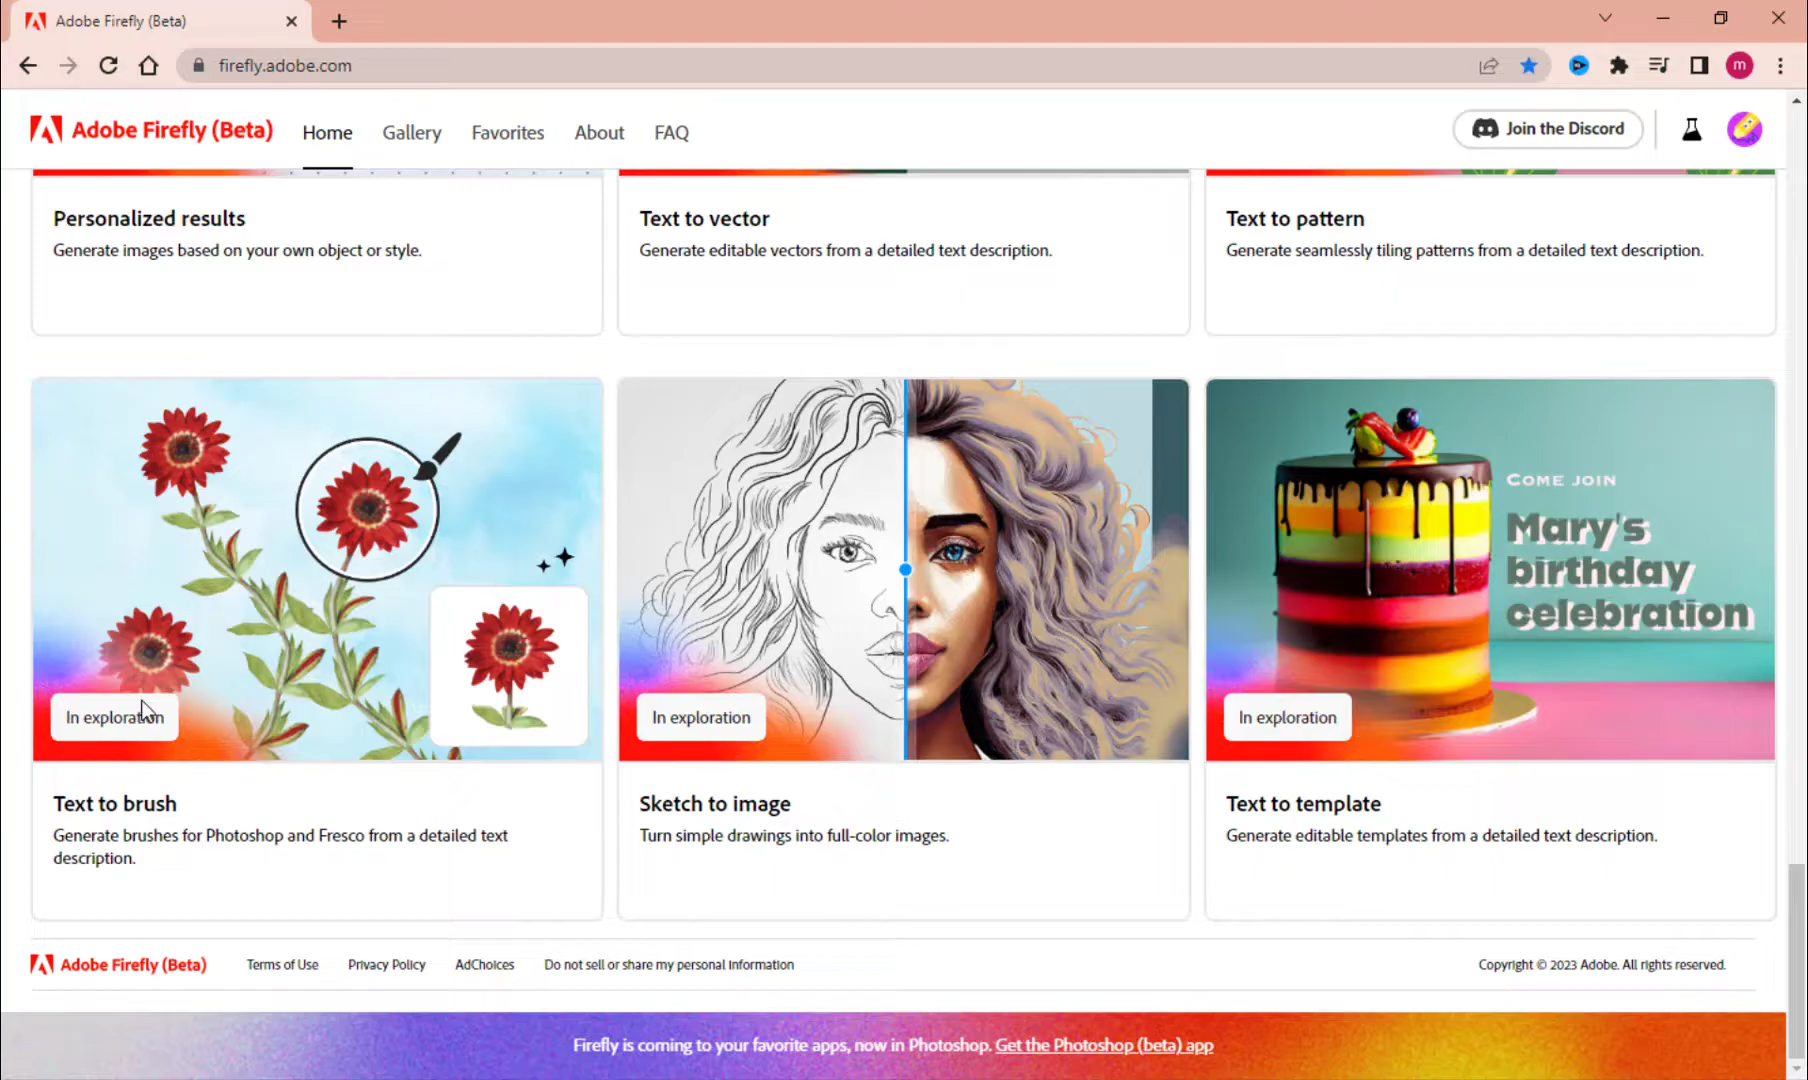 Adobe Firefly (Beta)
firefly.adobe.com
m
Adobe Firefly (Beta)
Home
Gallery
Favorites
About
FAQ
Join the Discord
Personalized results
Generate images based on your own object or style.
Text to vector
Generate editable vectors from a detailed text description.
Text to pattern
Generate seamlessly tiling patterns from a detailed text description.
In exploration
Text to brush
Generate brushes for Photoshop and Fresco from a detailed text
description.
In exploration
Sketch to image
Turn simple drawings into full-color images.
COME JOIN
Mary's
birthday
celebration
In exploration
Text to template
Generate editable templates from a detailed text description.
Adobe Firefly (Beta)
Terms of Use
Privacy Policy
AdChoices
Do not sell or share my personal information
Copyright © 2023 Adobe. All rights reserved.
Firefly is coming to your favorite apps, now in Photoshop. Get the Photoshop (beta) app